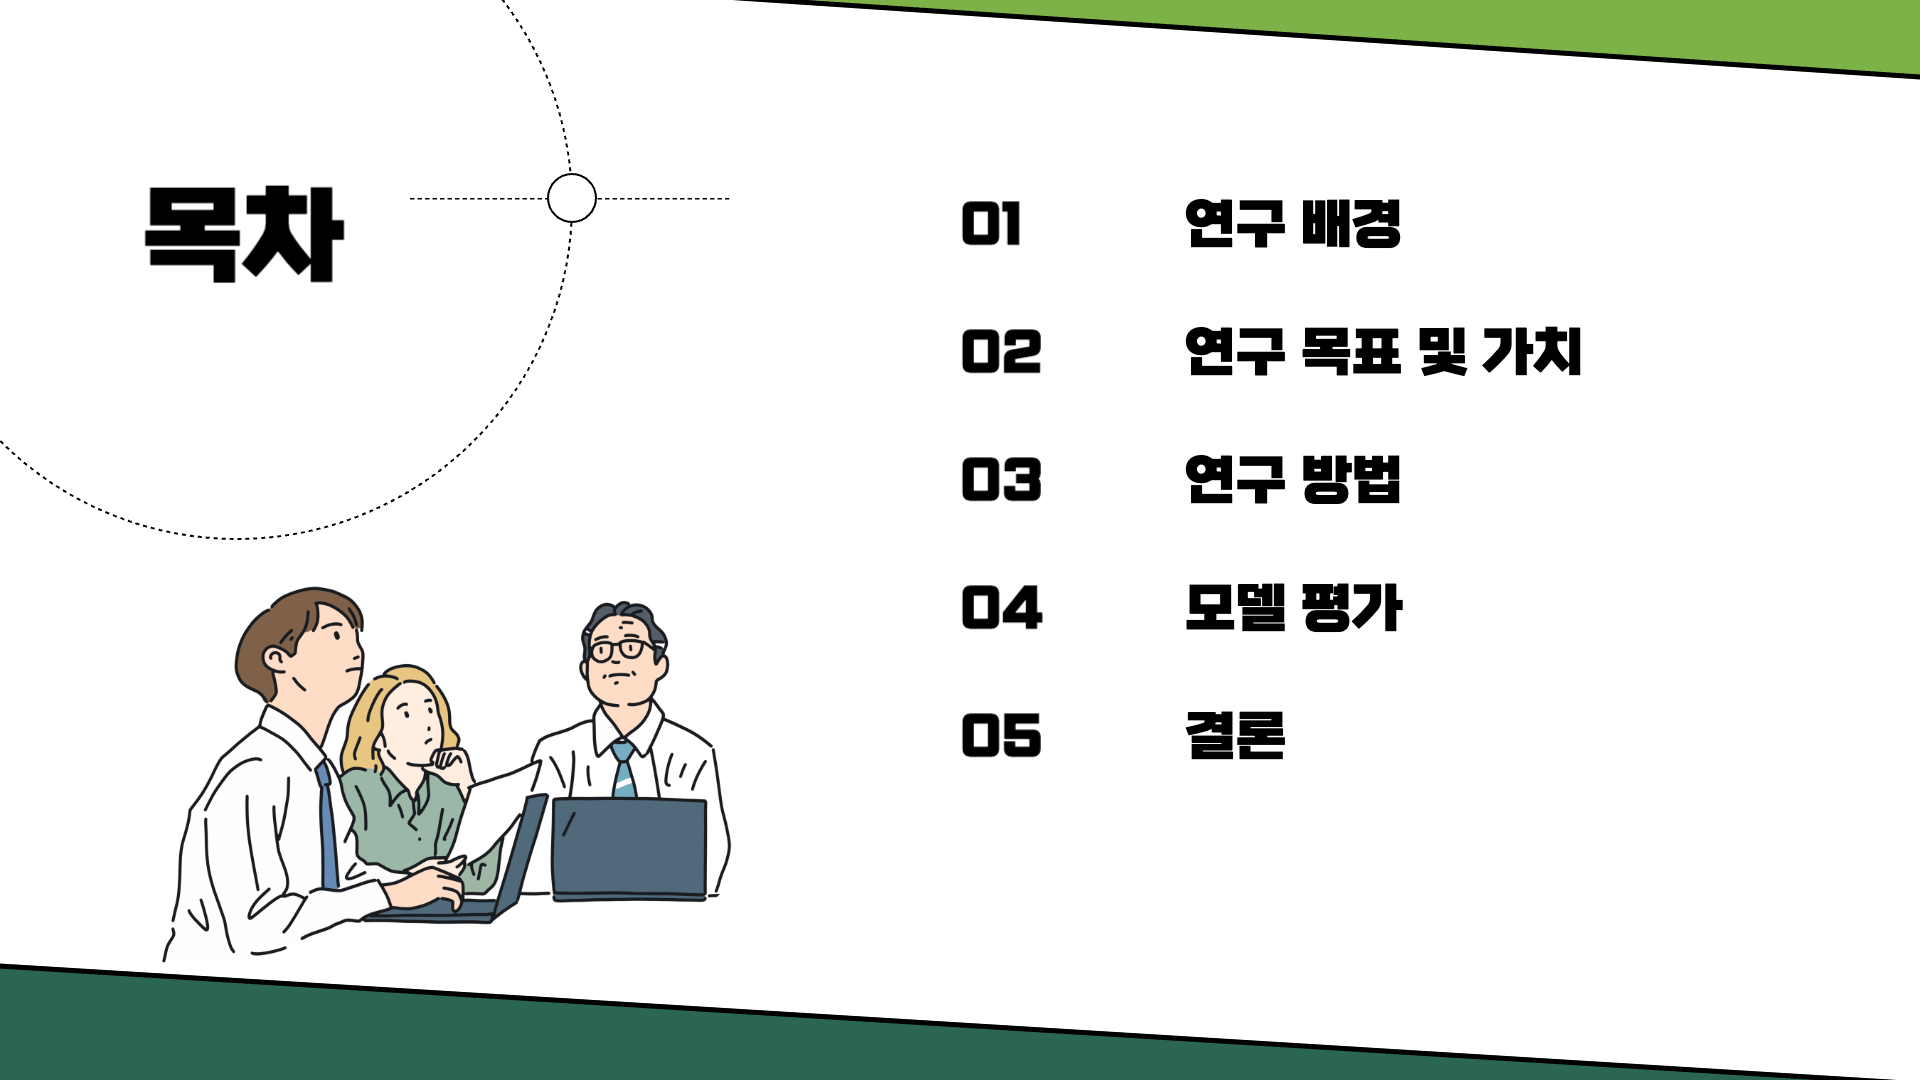 목차
01 연구 배경
02 연구 목표 및 가치
03 연구 방법
04 모델 평가
05 결론